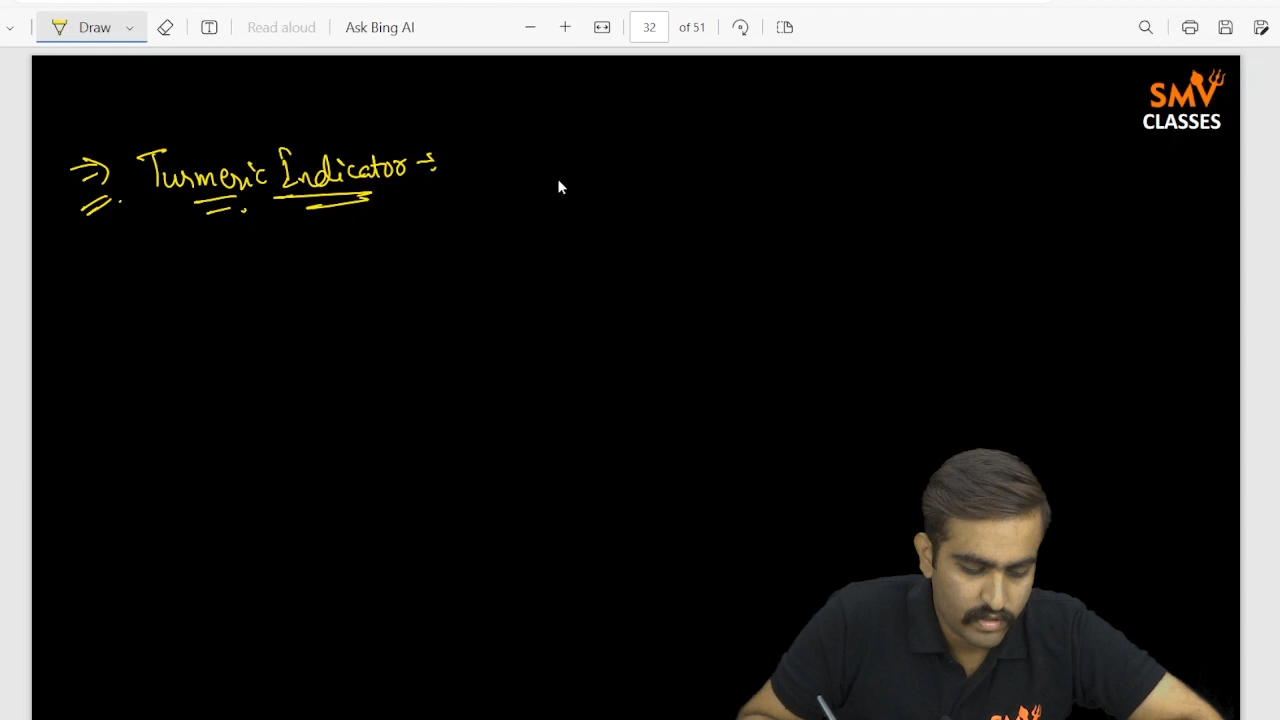 Draw
Read aloud
Ask Bing AI
32
of 51
SMV
CLASSES
⇒ Turmeric Indicator :-